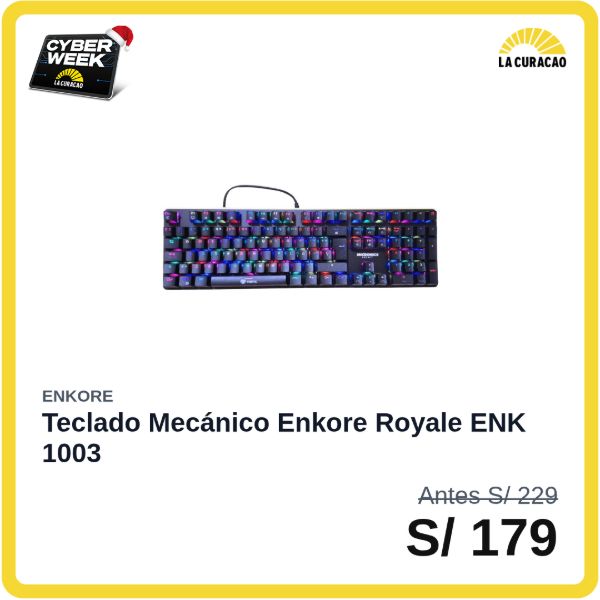 CYBER
WEEK
LA CURACAO
LA CURACAO
ENKORE
Teclado Mecánico Enkore Royale ENK
1003
Antes S/ 229
S/ 179